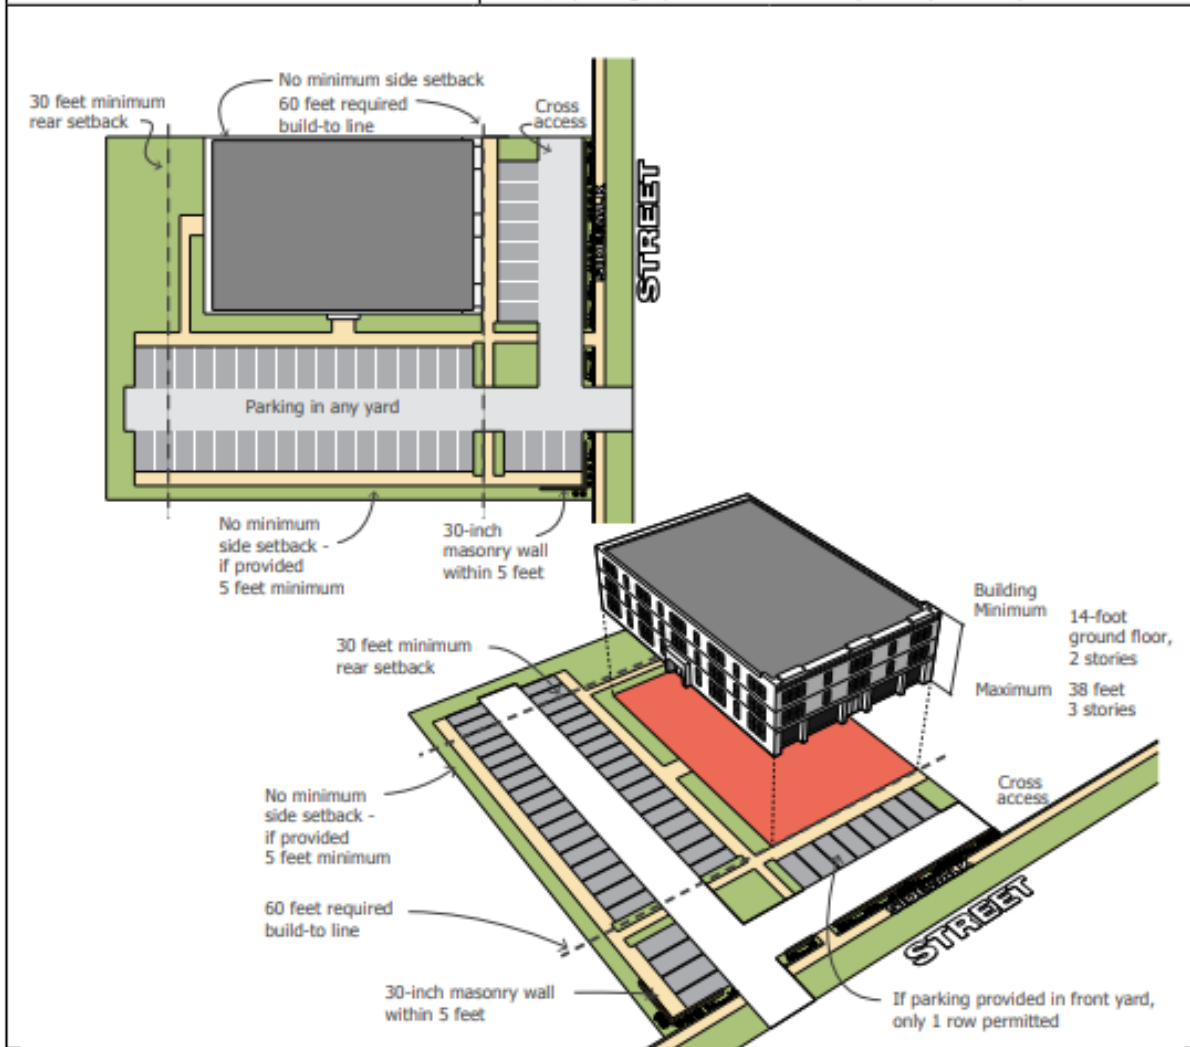 No minimum side setback
30 feet minimum
rear setback
60 feet required
build-to line
Cross
access
SIDEWALK
STREET
Parking in any yard
No minimum
side setback -
if provided
5 feet minimum
30-inch
masonry wall
within 5 feet
Building
Minimum
14-foot
ground floor,
2 stories
Maximum
38 feet
3 stories
30 feet minimum
rear setback
Cross
access
No minimum
side setback -
if provided
5 feet minimum
SIDEWALK
STREET
60 feet required
build-to line
30-inch masonry wall
within 5 feet
If parking provided in front yard,
only 1 row permitted